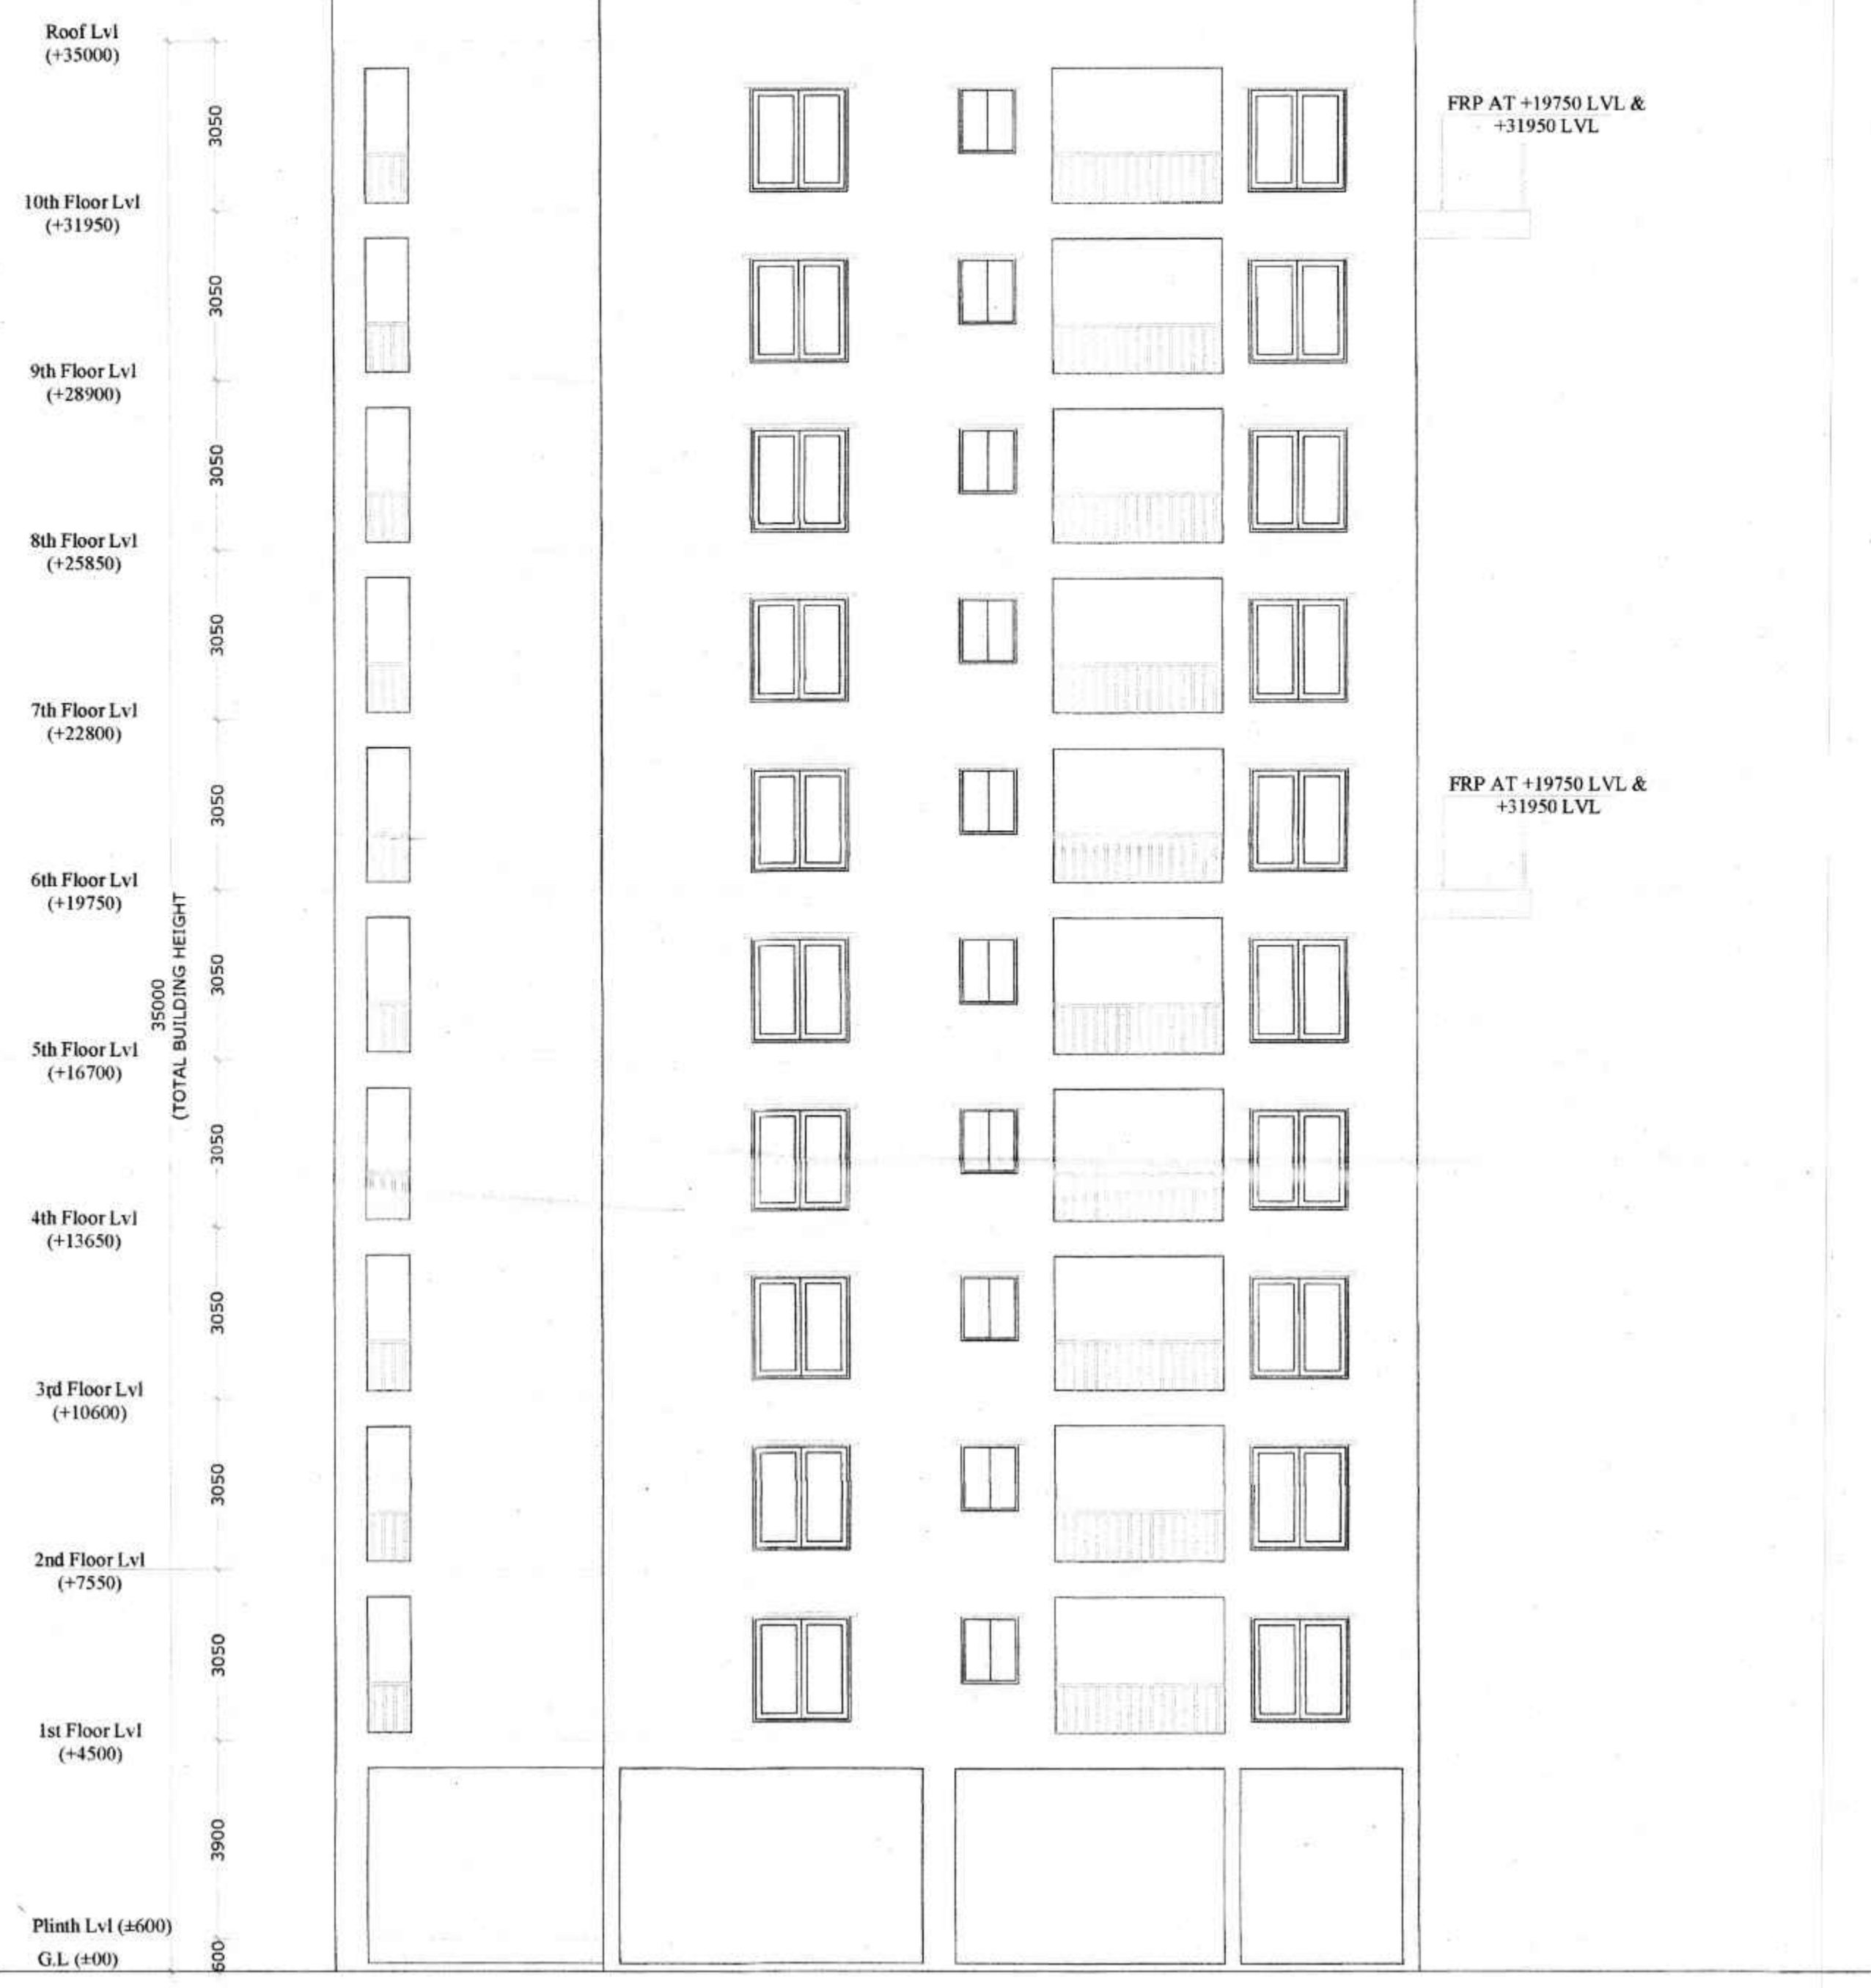 Roof Lvl
(+35000)
3050
FRP AT +19750 LVL &
+31950 LVL
10th Floor Lvl
(+31950)
3050
9th Floor Lvl
(+28900)
3050
8th Floor Lvl
(+25850)
3050
7th Floor Lvl
(+22800)
3050
FRP AT +19750 LVL &
+31950 LVL
6th Floor Lvl
(+19750)
3050
35000
(TOTAL BUILDING HEIGHT
5th Floor Lvl
(+16700)
3050
4th Floor Lvl
(+13650)
3050
3rd Floor Lvl
(+10600)
3050
2nd Floor Lvl
(+7550)
3050
1st Floor Lvl
(+4500)
3900
Plinth Lvl (±600)
G.L (±00)
600